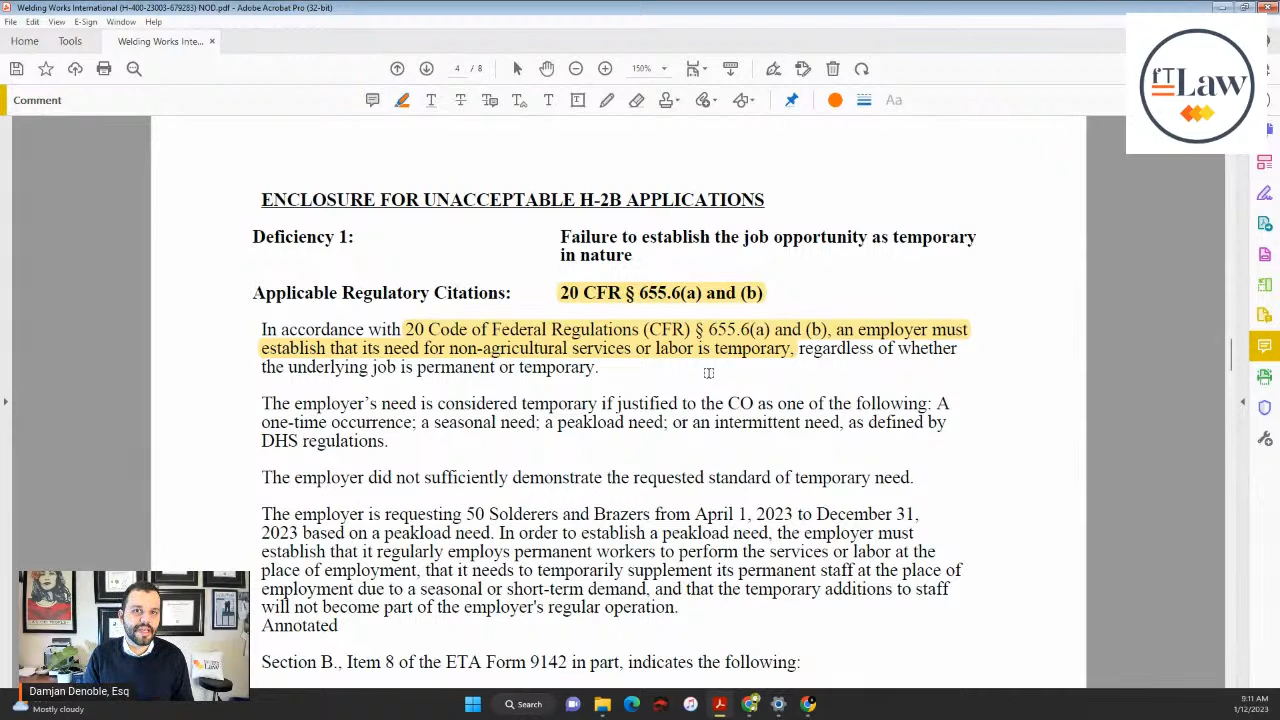 Welding Works International (H-400-23003-679283) NOD.pdf - Adobe Acrobat Pro (32-bit)
File Edit View E-Sign Window Help
Home Tools Welding Works Inte... ×
4 / 8 150%
Comment
Aa
fT Law
ENCLOSURE FOR UNACCEPTABLE H-2B APPLICATIONS
Deficiency 1: Failure to establish the job opportunity as temporary
in nature
Applicable Regulatory Citations: 20 CFR § 655.6(a) and (b)
In accordance with 20 Code of Federal Regulations (CFR) § 655.6(a) and (b), an employer must
establish that its need for non-agricultural services or labor is temporary, regardless of whether
the underlying job is permanent or temporary.
The employer’s need is considered temporary if justified to the CO as one of the following: A
one-time occurrence; a seasonal need; a peakload need; or an intermittent need, as defined by
DHS regulations.
The employer did not sufficiently demonstrate the requested standard of temporary need.
The employer is requesting 50 Solderers and Brazers from April 1, 2023 to December 31,
2023 based on a peakload need. In order to establish a peakload need, the employer must
establish that it regularly employs permanent workers to perform the services or labor at the
place of employment, that it needs to temporarily supplement its permanent staff at the place of
employment due to a seasonal or short-term demand, and that the temporary additions to staff
will not become part of the employer's regular operation.
Annotated
Section B., Item 8 of the ETA Form 9142 in part, indicates the following:
LAW
Damjan Denoble, Esq
Mostly cloudy
Search
9:11 AM
1/12/2023